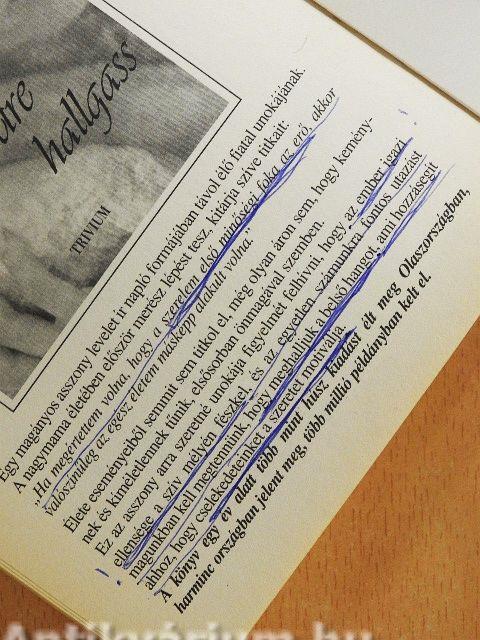 hallgass
TRIVIUM
Egy magányos asszony levelet ír napló formájában távol élő fiatal unokájának.
A nagymama életében először merész lépést tesz, kitárja szíve titkait:
„Ha megértettem volna, hogy a szerelem első minőségi foka az erő, akkor
valószínűleg az egész életem másképp alakult volna."
Élete eseményeiből semmit sem titkol el, még olyan áron sem, hogy kemény-
nek és kíméletlennek tűnik, elsősorban önmagával szemben.
Ez az asszony arra szeretné unokája figyelmét felhívni, hogy az ember igazi
ellensége a szív mélyén fészkel, és az egyetlen számunkra fontos utazást
magunkban kell megtennünk, hogy meghalljuk a belső hangot, ami hozzásegít
ahhoz, hogy cselekedeteinket a szeretet motiválja.
A könyv egy év alatt több mint húsz kiadást élt meg Olaszországban,
harminc országban jelent meg, több millió példányban kelt el.
Antikvárium.hu